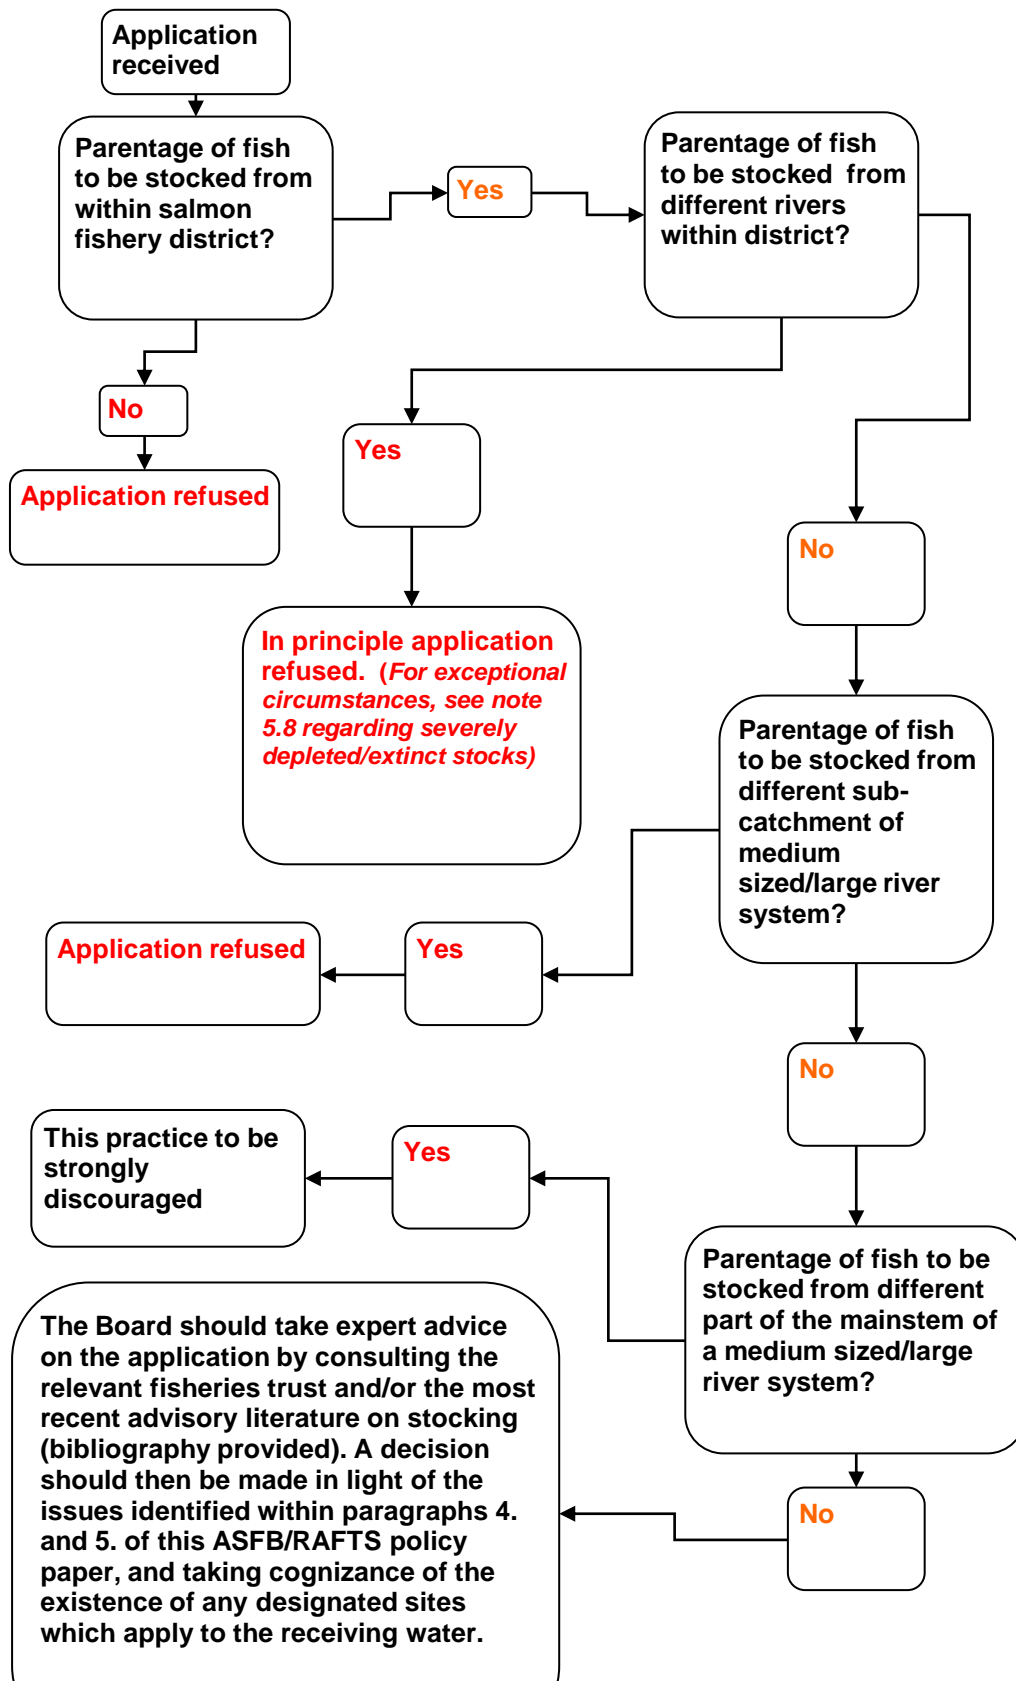 Application
received
Parentage of fish
to be stocked from
within salmon
fishery district?
Yes
Parentage of fish
to be stocked  from
different rivers
within district?
No
Application refused
Yes
In principle application
refused.  (For exceptional
circumstances, see note
5.8 regarding severely
depleted/extinct stocks)
No
Parentage of fish
to be stocked from
different sub-
catchment of
medium
sized/large river
system?
Yes
Application refused
No
Parentage of fish to be
stocked from different
part of the mainstem of
a medium sized/large
river system?
Yes
This practice to be
strongly
discouraged
No
The Board should take expert advice
on the application by consulting the
relevant fisheries trust and/or the most
recent advisory literature on stocking
(bibliography provided). A decision
should then be made in light of the
issues identified within paragraphs 4.
and 5. of this ASFB/RAFTS policy
paper, and taking cognizance of the
existence of any designated sites
which apply to the receiving water.